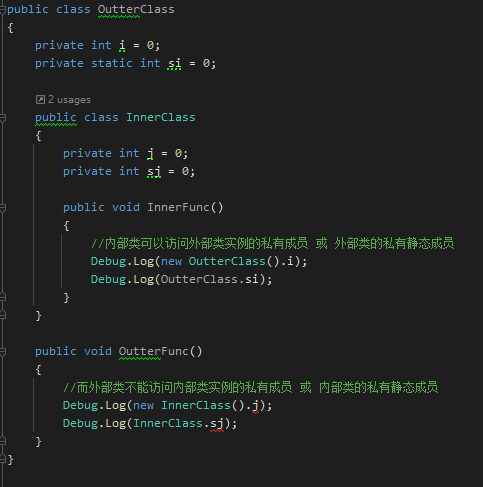 public class OutterClass
{
    private int i = 0;
    private static int si = 0;
    2 usages
    public class InnerClass
    {
        private int j = 0;
        private int sj = 0;
        public void InnerFunc()
        {
            //内部类可以访问外部类实例的私有成员 或 外部类的私有静态成员
            Debug.Log(new OutterClass().i);
            Debug.Log(OutterClass.si);
        }
    }
    public void OutterFunc()
    {
        //而外部类不能访问内部类实例的私有成员 或 内部类的私有静态成员
        Debug.Log(new InnerClass().j);
        Debug.Log(InnerClass.sj);
    }
}